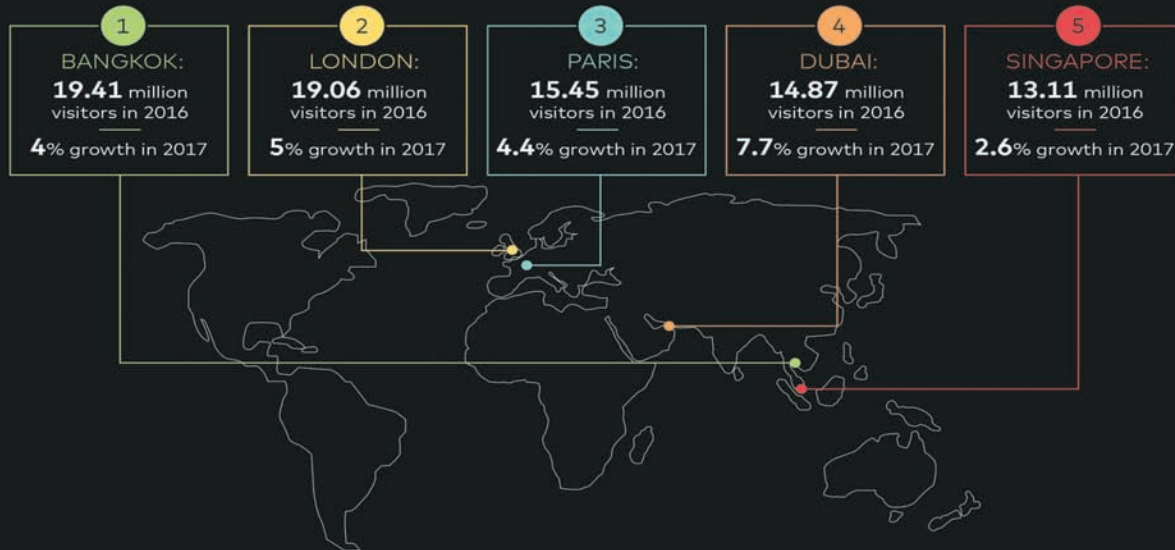 1
BANGKOK:
19.41 million
visitors in 2016
4% growth in 2017
2
LONDON:
19.06 million
visitors in 2016
5% growth in 2017
3
PARIS:
15.45 million
visitors in 2016
4.4% growth in 2017
4
DUBAI:
14.87 million
visitors in 2016
7.7% growth in 2017
5
SINGAPORE:
13.11 million
visitors in 2016
2.6% growth in 2017